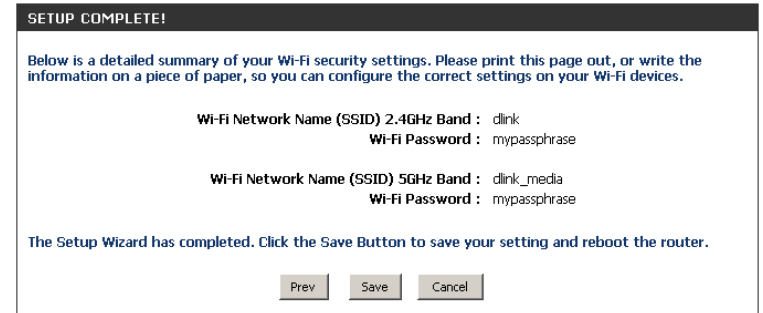 SETUP COMPLETE!
Below is a detailed summary of your Wi-Fi security settings. Please print this page out, or write the
information on a piece of paper, so you can configure the correct settings on your Wi-Fi devices.
Wi-Fi Network Name (SSID) 2.4GHz Band : dlink
Wi-Fi Password : mypassphrase
Wi-Fi Network Name (SSID) 5GHz Band : dlink_media
Wi-Fi Password : mypassphrase
The Setup Wizard has completed. Click the Save Button to save your setting and reboot the router.
Prev Save Cancel